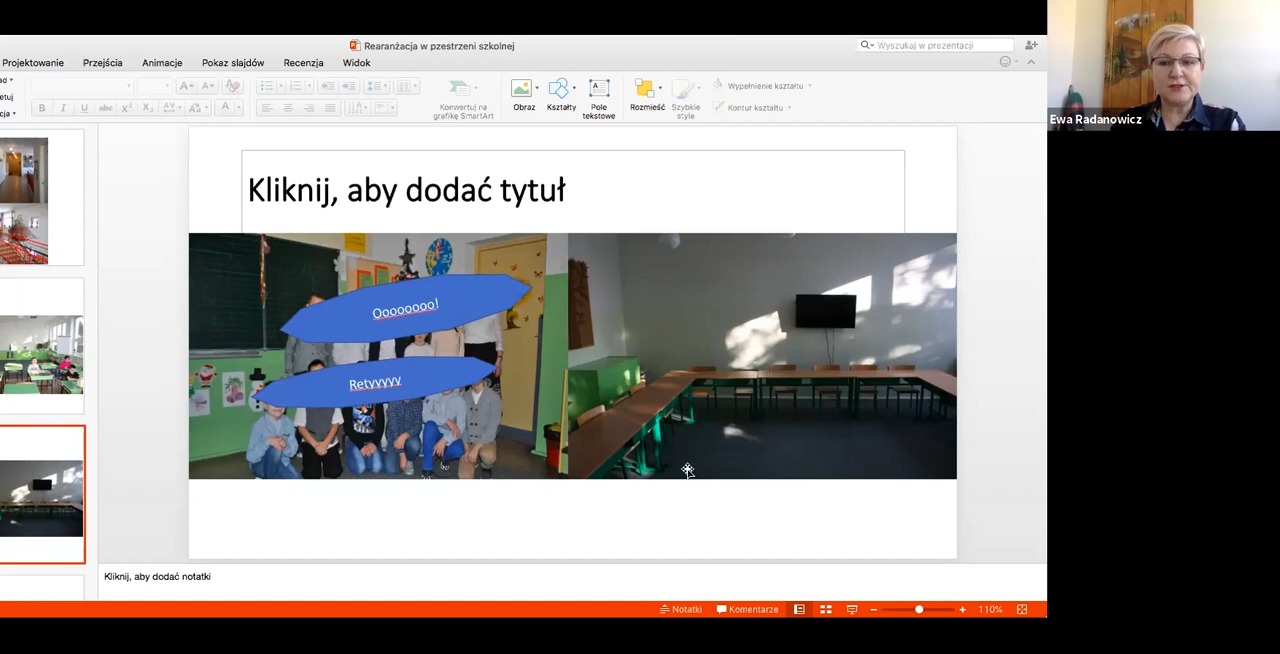 Rearanżacja w pzestrzeni szkolnej
Wyszukaj w prezentacji
Projektowanie Przejścia Animacje Pokaz slajdów Recenzja Widok
Konwertuj na
grafikę SmartArt
Obraz
Kształty
Pole
tekstowe
Rozmieść
Szybkie
style
Wypełnienie kształtu
Kontur kształtu
Ewa Radanowicz
Kliknij, aby dodać tytuł
Oooooooo!
Retyyyyy
Kliknij, aby dodać notatki
Notatki Komentarze 110%